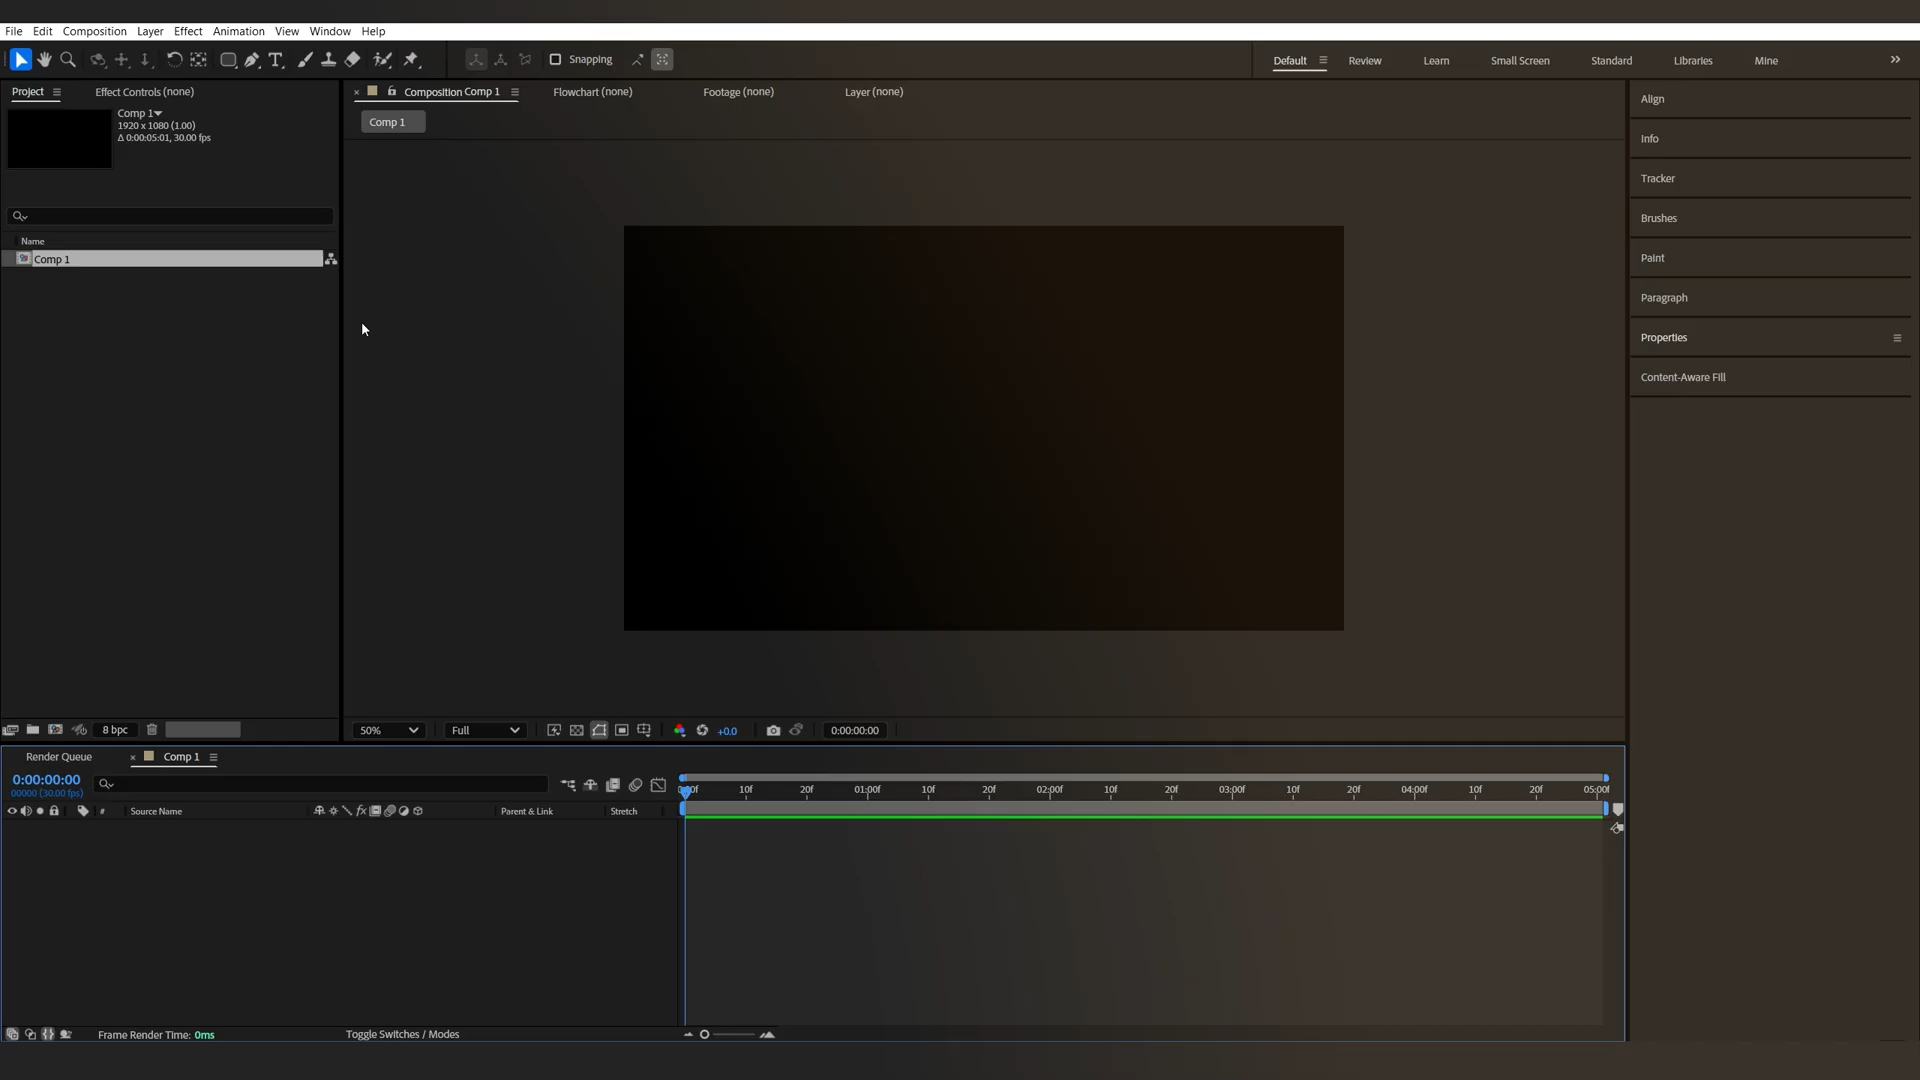 File Edit Composition Layer Effect Animation View Window Help
Snapping
Default Review Learn Small Screen Standard Libraries Mine
Project Effect Controls (none)
Composition Comp 1 Flowchart (none) Footage (none) Layer (none)
Comp 1
1920 x 1080 (1.00)
Δ 0:00:05:01, 30.00 fps
Comp 1
Name
Comp 1
Align
Info
Tracker
Brushes
Paint
Paragraph
Properties
Content-Aware Fill
8 bpc
50% Full +0.0 0:00:00:00
Render Queue Comp 1
0:00:00:00
00000 (30.00 fps)
10f 20f 01:00f 10f 20f 02:00f 10f 20f 03:00f 10f 20f 04:00f 10f 20f 05:00f
# Source Name fx Parent & Link Stretch
Frame Render Time: 0ms Toggle Switches / Modes